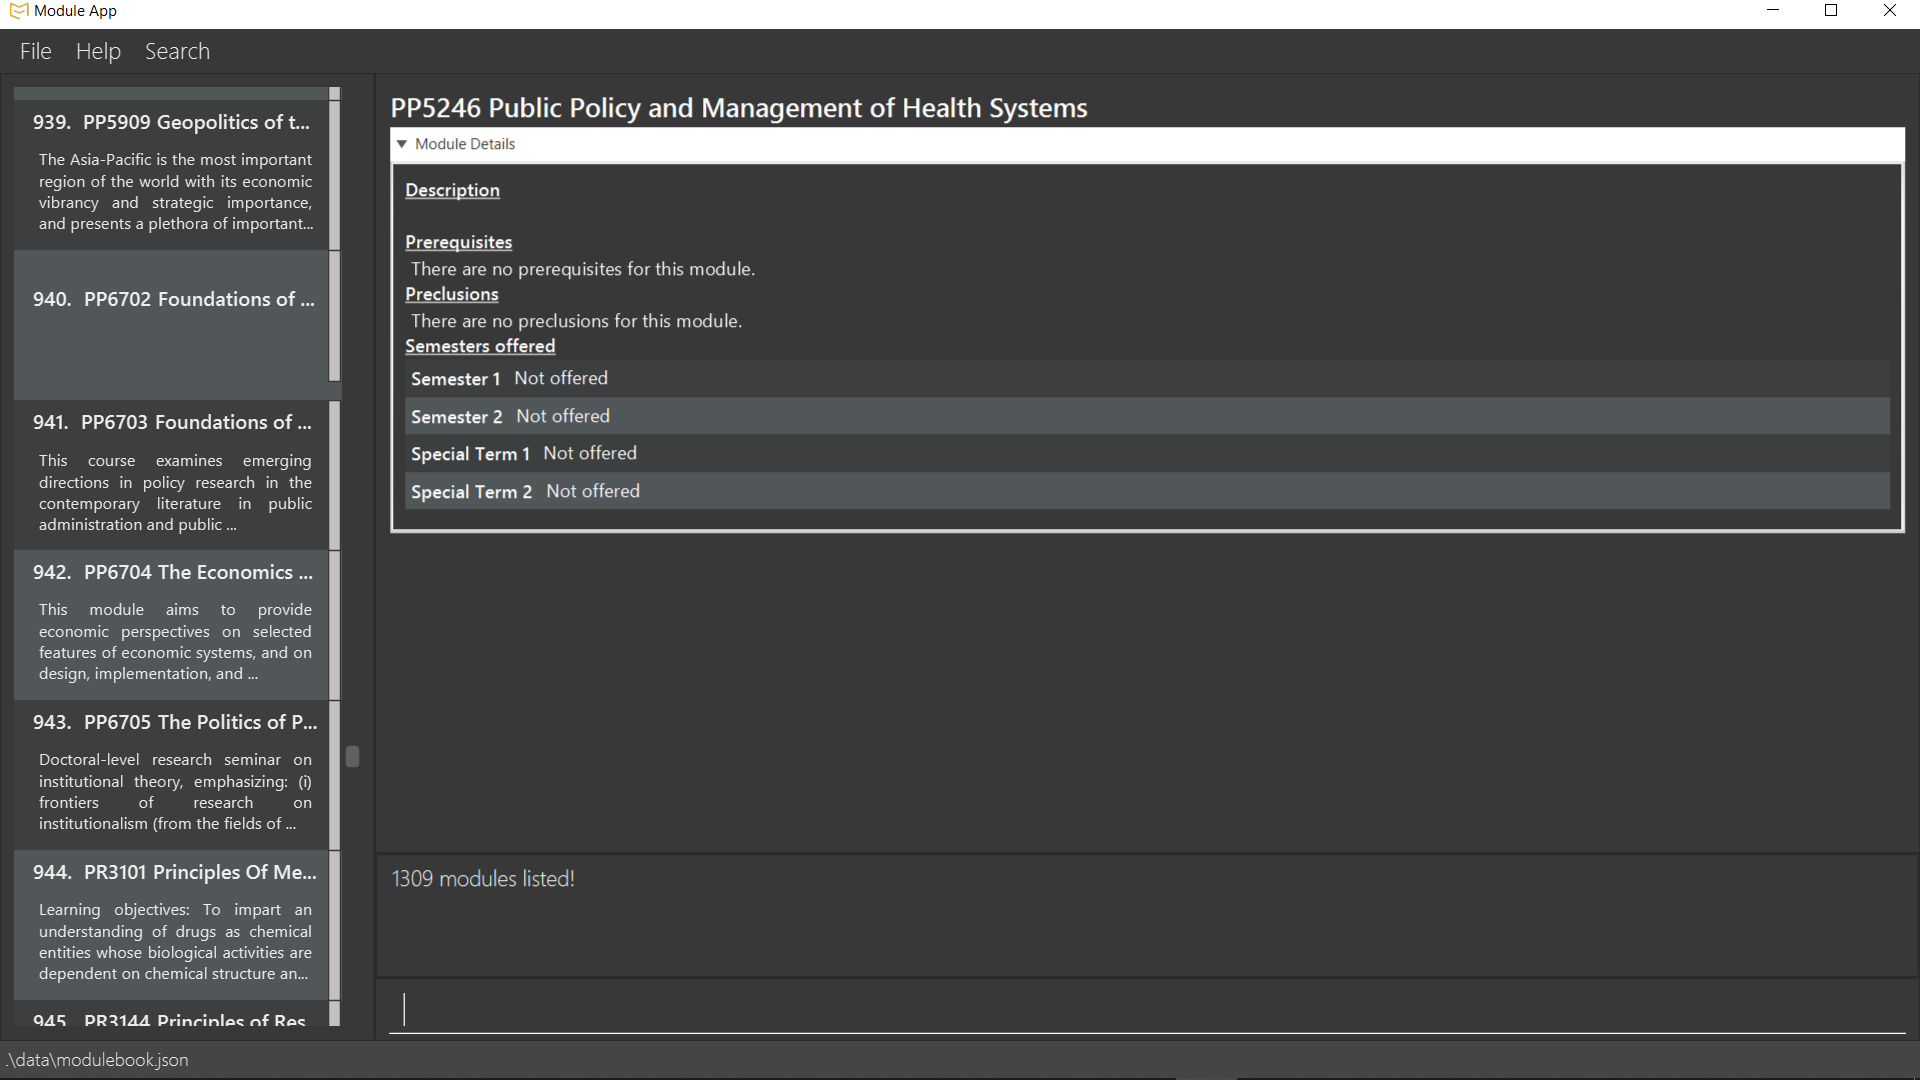 Module App
File Help Search
939. PP5909 Geopolitics of t...
The Asia-Pacific is the most important
region of the world with its economic
vibrancy and strategic importance,
and presents a plethora of important...
940. PP6702 Foundations of ...
941. PP6703 Foundations of ...
This course examines emerging
directions in policy research in the
contemporary literature in public
administration and public ...
942. PP6704 The Economics ...
This module aims to provide
economic perspectives on selected
features of economic systems, and on
design, implementation, and ...
943. PP6705 The Politics of P...
Doctoral-level research seminar on
institutional theory, emphasizing: (i)
frontiers of research on
institutionalism (from the fields of ...
944. PR3101 Principles Of Me...
Learning objectives: To impart an
understanding of drugs as chemical
entities whose biological activities are
dependent on chemical structure an...
945. PR3144 Principles of Res
PP5246 Public Policy and Management of Health Systems
Module Details
Description
Prerequisites
There are no prerequisites for this module.
Preclusions
There are no preclusions for this module.
Semesters offered
Semester 1 Not offered
Semester 2 Not offered
Special Term 1 Not offered
Special Term 2 Not offered
1309 modules listed!
.\data\modulebook.json